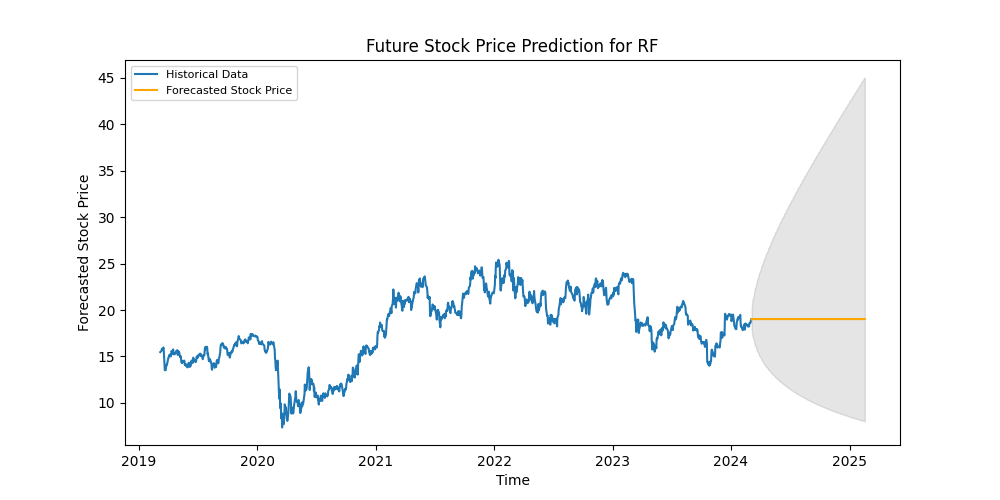 Future Stock Price Prediction for RF
Historical Data
Forecasted Stock Price
45
40
35
30
25
20
15
10
Forecasted Stock Price
2019 2020 2021 2022 2023 2024 2025
Time